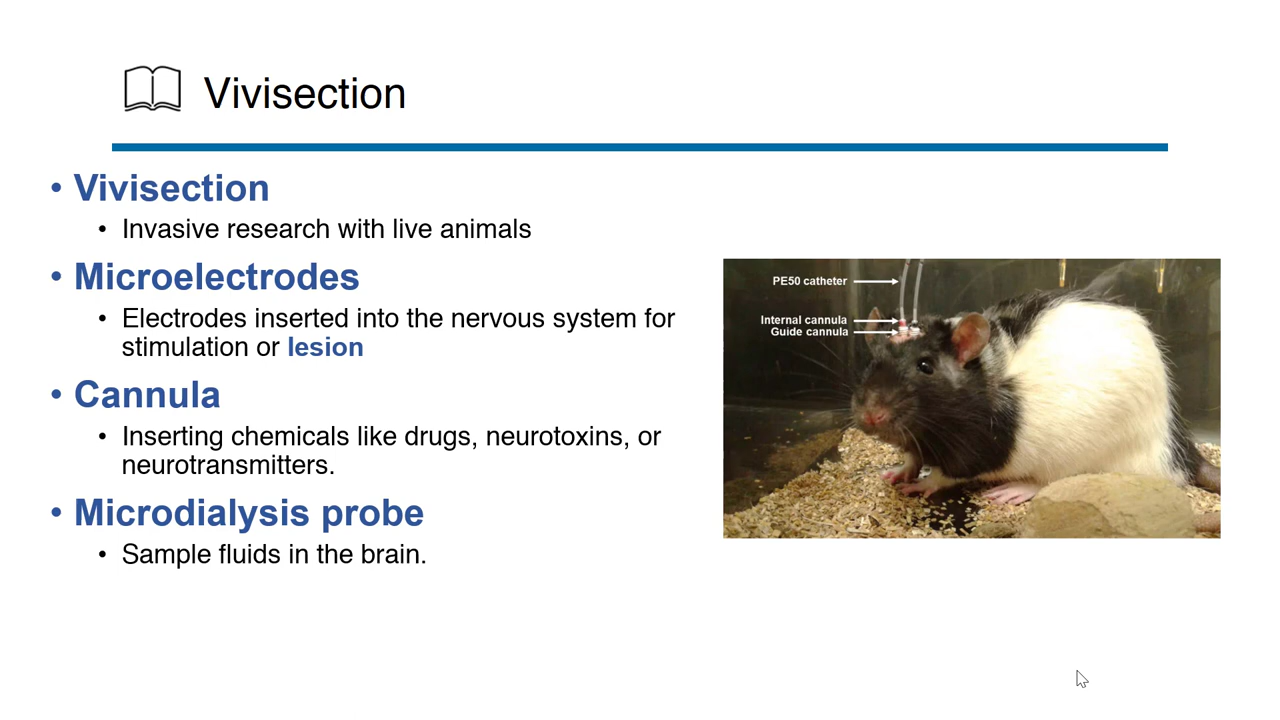 Vivisection
• Vivisection
• Invasive research with live animals
• Microelectrodes
• Electrodes inserted into the nervous system for
stimulation or lesion
• Cannula
• Inserting chemicals like drugs, neurotoxins, or
neurotransmitters.
• Microdialysis probe
• Sample fluids in the brain.
PE50 catheter
Internal cannula
Guide cannula